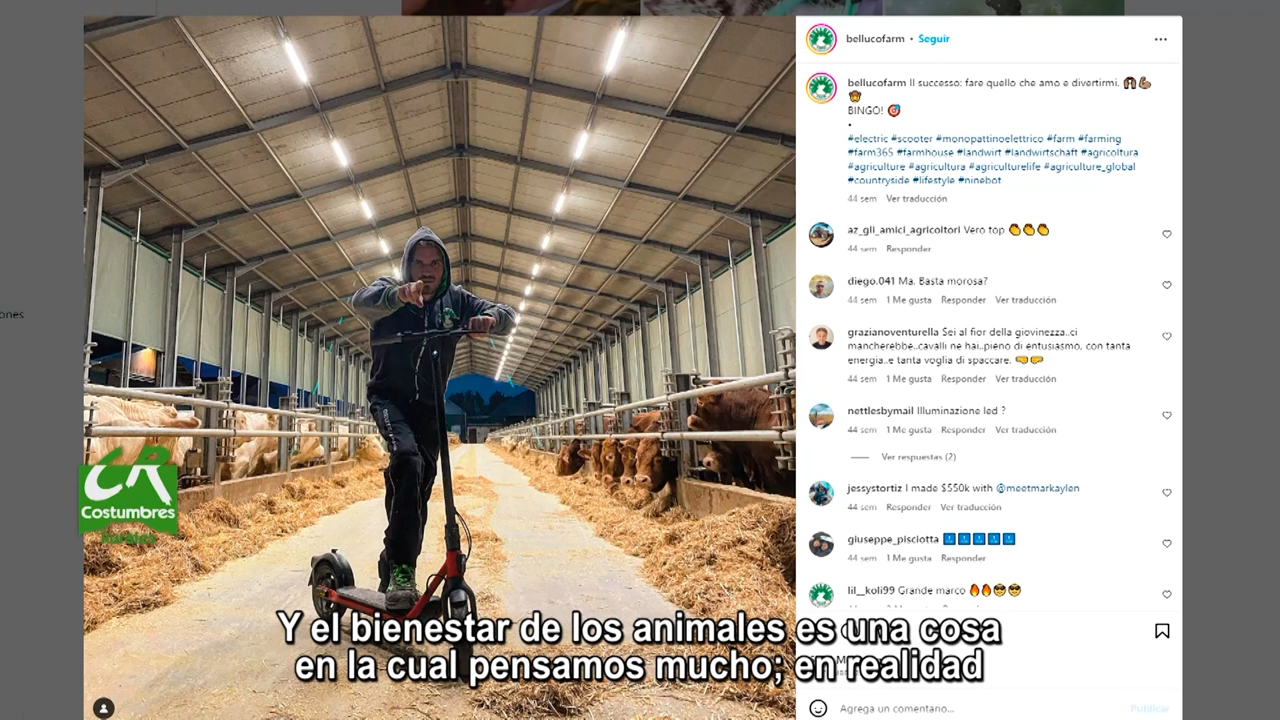 bellucofarm • Seguir
bellucofarm Il successo: fare quello che amo e divertirmi.
BINGO!
•
#electric #scooter #monopattinoelettrico #farm #farming
#farm365 #farmhouse #landwirt #landwirtschaft #agricoltura
#agriculture #agricultura #agriculturelife #agriculture_global
#countryside #lifestyle #ninebot
44 sem Ver traducción
az_gli_amici_agricoltori Vero top
44 sem Responder
diego.041 Ma. Basta morosa?
44 sem 1 Me gusta Responder Ver traducción
grazianoventurella Sei al fior della giovinezza..ci
mancherebbe..cavalli ne hai..pieno di entusiasmo, con tanta
energia..e tanta voglia di spaccare.
44 sem 1 Me gusta Responder Ver traducción
nettlesbymail Illuminazione led ?
44 sem 1 Me gusta Responder Ver traducción
Ver respuestas (2)
jessystortiz I made $550k with @meetmarkaylen
44 sem Responder Ver traducción
giuseppe_pisciotta
44 sem 1 Me gusta Responder
lil__koli99 Grande marco
Agrega un comentario...
Publicar
ones
CR
Costumbres
Y el bienestar de los animales es una cosa
en la cual pensamos mucho; en realidad